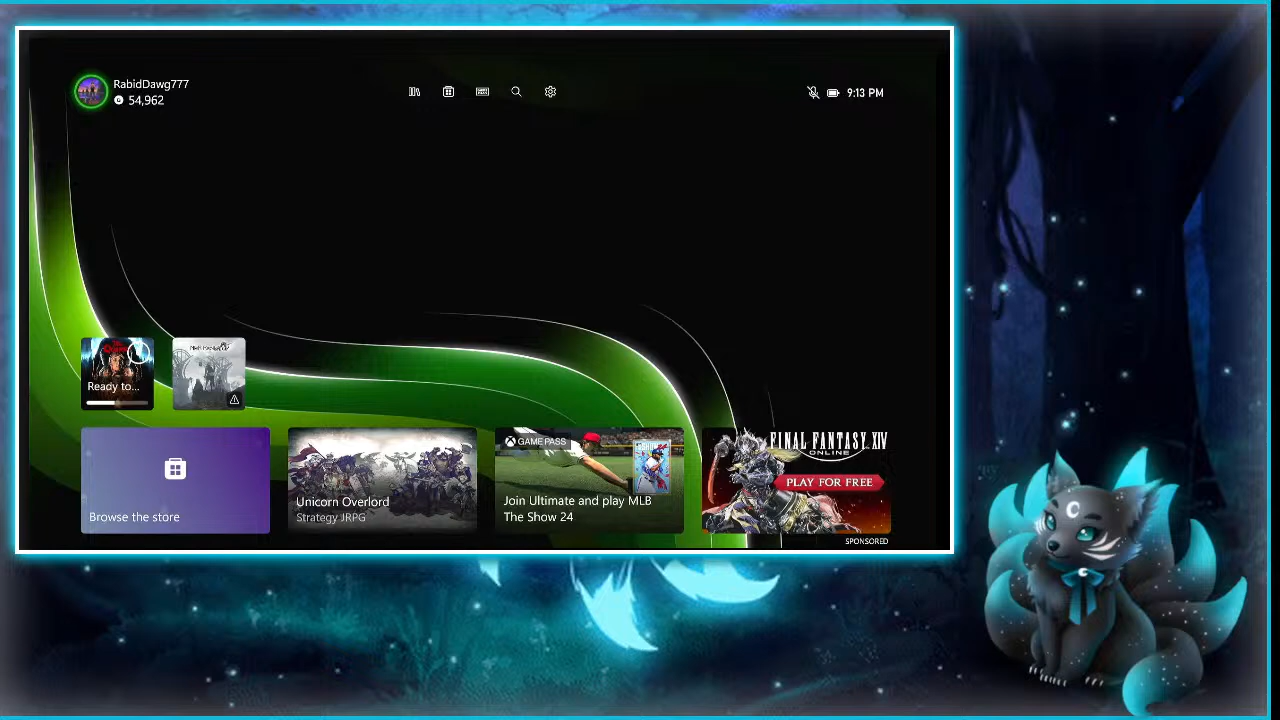 RabidDawg777
G 54,962
9:13 PM
Ready to...
Browse the store
Unicorn Overlord
Strategy JRPG
GAME PASS
Join Ultimate and play MLB
The Show 24
FINAL FANTASY XIV
ONLINE
PLAY FOR FREE
SPONSORED